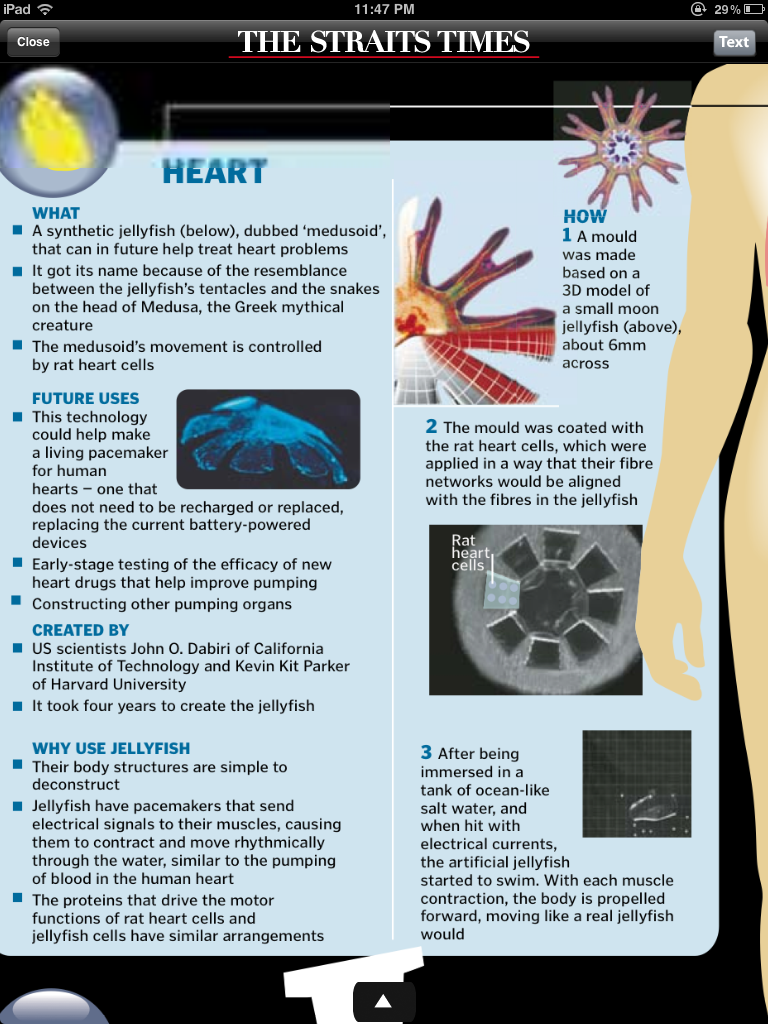 iPad
11:47 PM
29%
Close
THE STRAITS TIMES
Text
HEART
WHAT
A synthetic jellyfish (below), dubbed ‘medusoid’,
that can in future help treat heart problems
It got its name because of the resemblance
between the jellyfish’s tentacles and the snakes
on the head of Medusa, the Greek mythical
creature
The medusoid’s movement is controlled
by rat heart cells
FUTURE USES
This technology
could help make
a living pacemaker
for human
hearts – one that
does not need to be recharged or replaced,
replacing the current battery-powered
devices
Early-stage testing of the efficacy of new
heart drugs that help improve pumping
Constructing other pumping organs
CREATED BY
US scientists John O. Dabiri of California
Institute of Technology and Kevin Kit Parker
of Harvard University
It took four years to create the jellyfish
WHY USE JELLYFISH
Their body structures are simple to
deconstruct
Jellyfish have pacemakers that send
electrical signals to their muscles, causing
them to contract and move rhythmically
through the water, similar to the pumping
of blood in the human heart
The proteins that drive the motor
functions of rat heart cells and
jellyfish cells have similar arrangements
HOW
1 A mould
was made
based on a
3D model of
a small moon
jellyfish (above),
about 6mm
across
2 The mould was coated with
the rat heart cells, which were
applied in a way that their fibre
networks would be aligned
with the fibres in the jellyfish
Rat
heart
cells
3 After being
immersed in a
tank of ocean-like
salt water, and
when hit with
electrical currents,
the artificial jellyfish
started to swim. With each muscle
contraction, the body is propelled
forward, moving like a real jellyfish
would